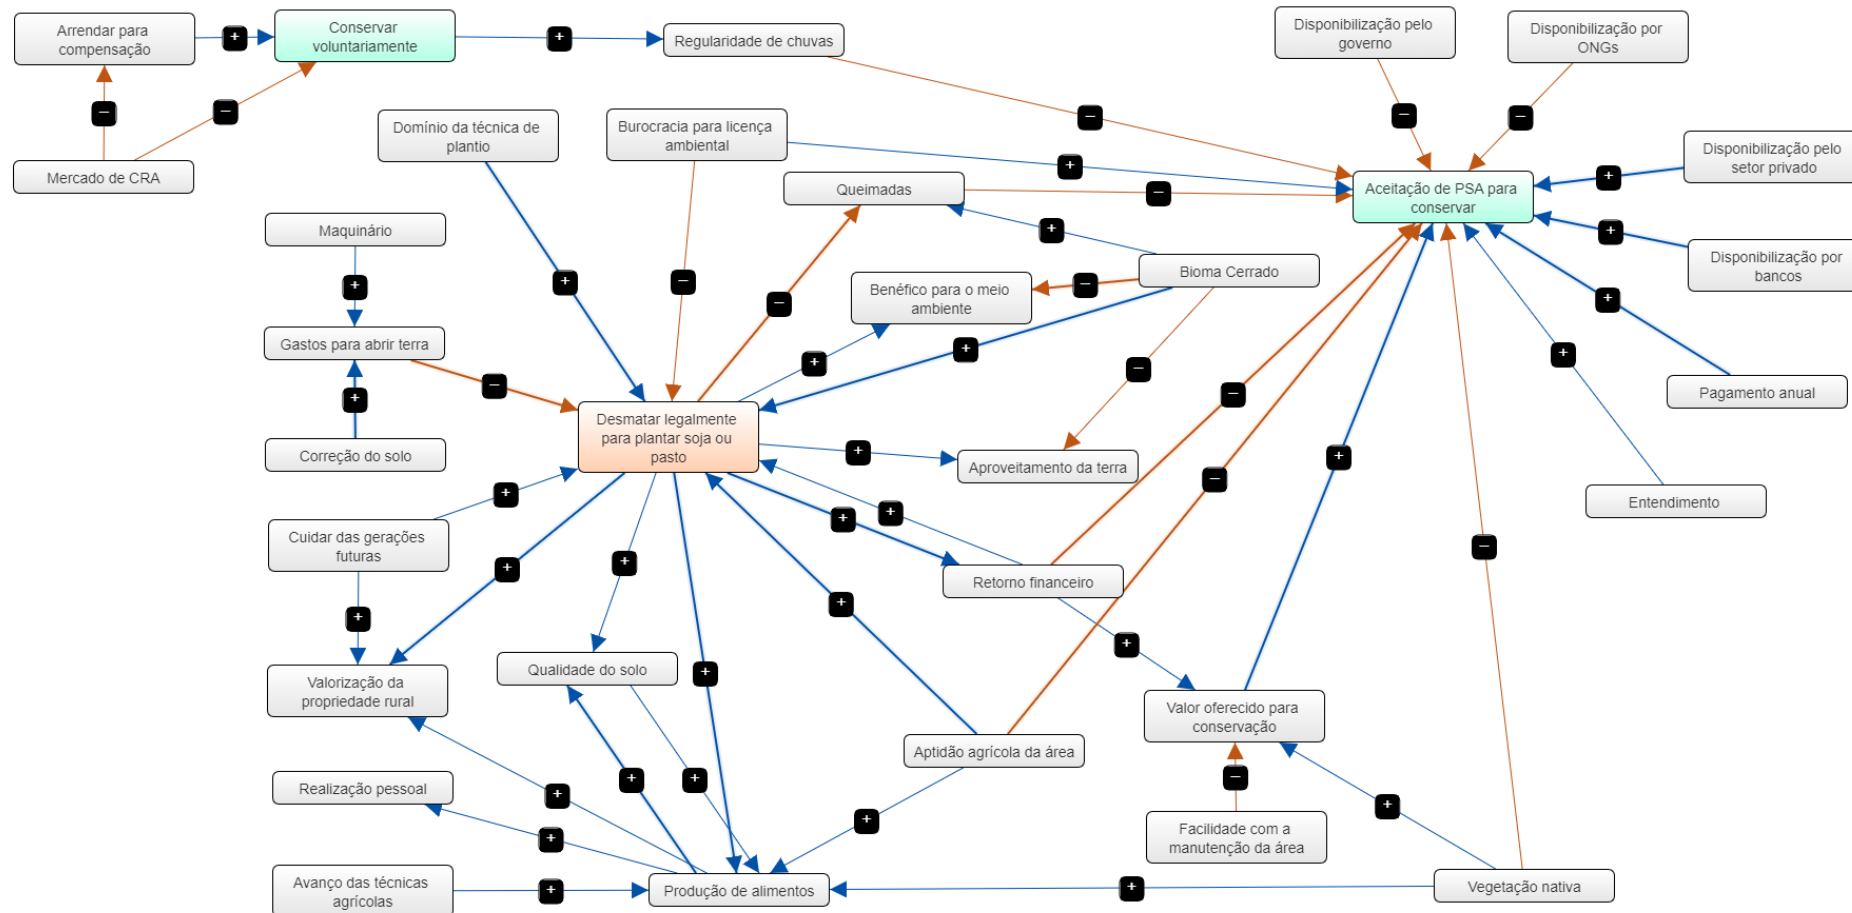 Arrendar para
compensação
Conservar
voluntariamente
Regularidade de chuvas
Disponibilização pelo
governo
Disponibilização por
ONGs
+
+
−
−
−
−
−
Domínio da técnica de
plantio
Burocracia para licença
ambiental
Disponibilização pelo
setor privado
Mercado de CRA
Queimadas
Aceitação de PSA para
conservar
+
−
+
Maquinário
+
+
Bioma Cerrado
Disponibilização por
bancos
+
+
−
−
Benéfico para o meio
ambiente
−
+
Gastos para abrir terra
+
+
+
−
−
−
Pagamento anual
+
Desmatar legalmente
para plantar soja ou
pasto
Correção do solo
+
Aproveitamento da terra
+
−
+
+
+
Entendimento
Cuidar das gerações
futuras
+
+
Retorno financeiro
−
+
+
+
Qualidade do solo
+
Valorização da
propriedade rural
Valor oferecido para
conservação
Aptidão agrícola da área
Realização pessoal
+
+
+
−
+
+
+
Facilidade com a
manutenção da área
Avanço das técnicas
agrícolas
+
Produção de alimentos
+
Vegetação nativa